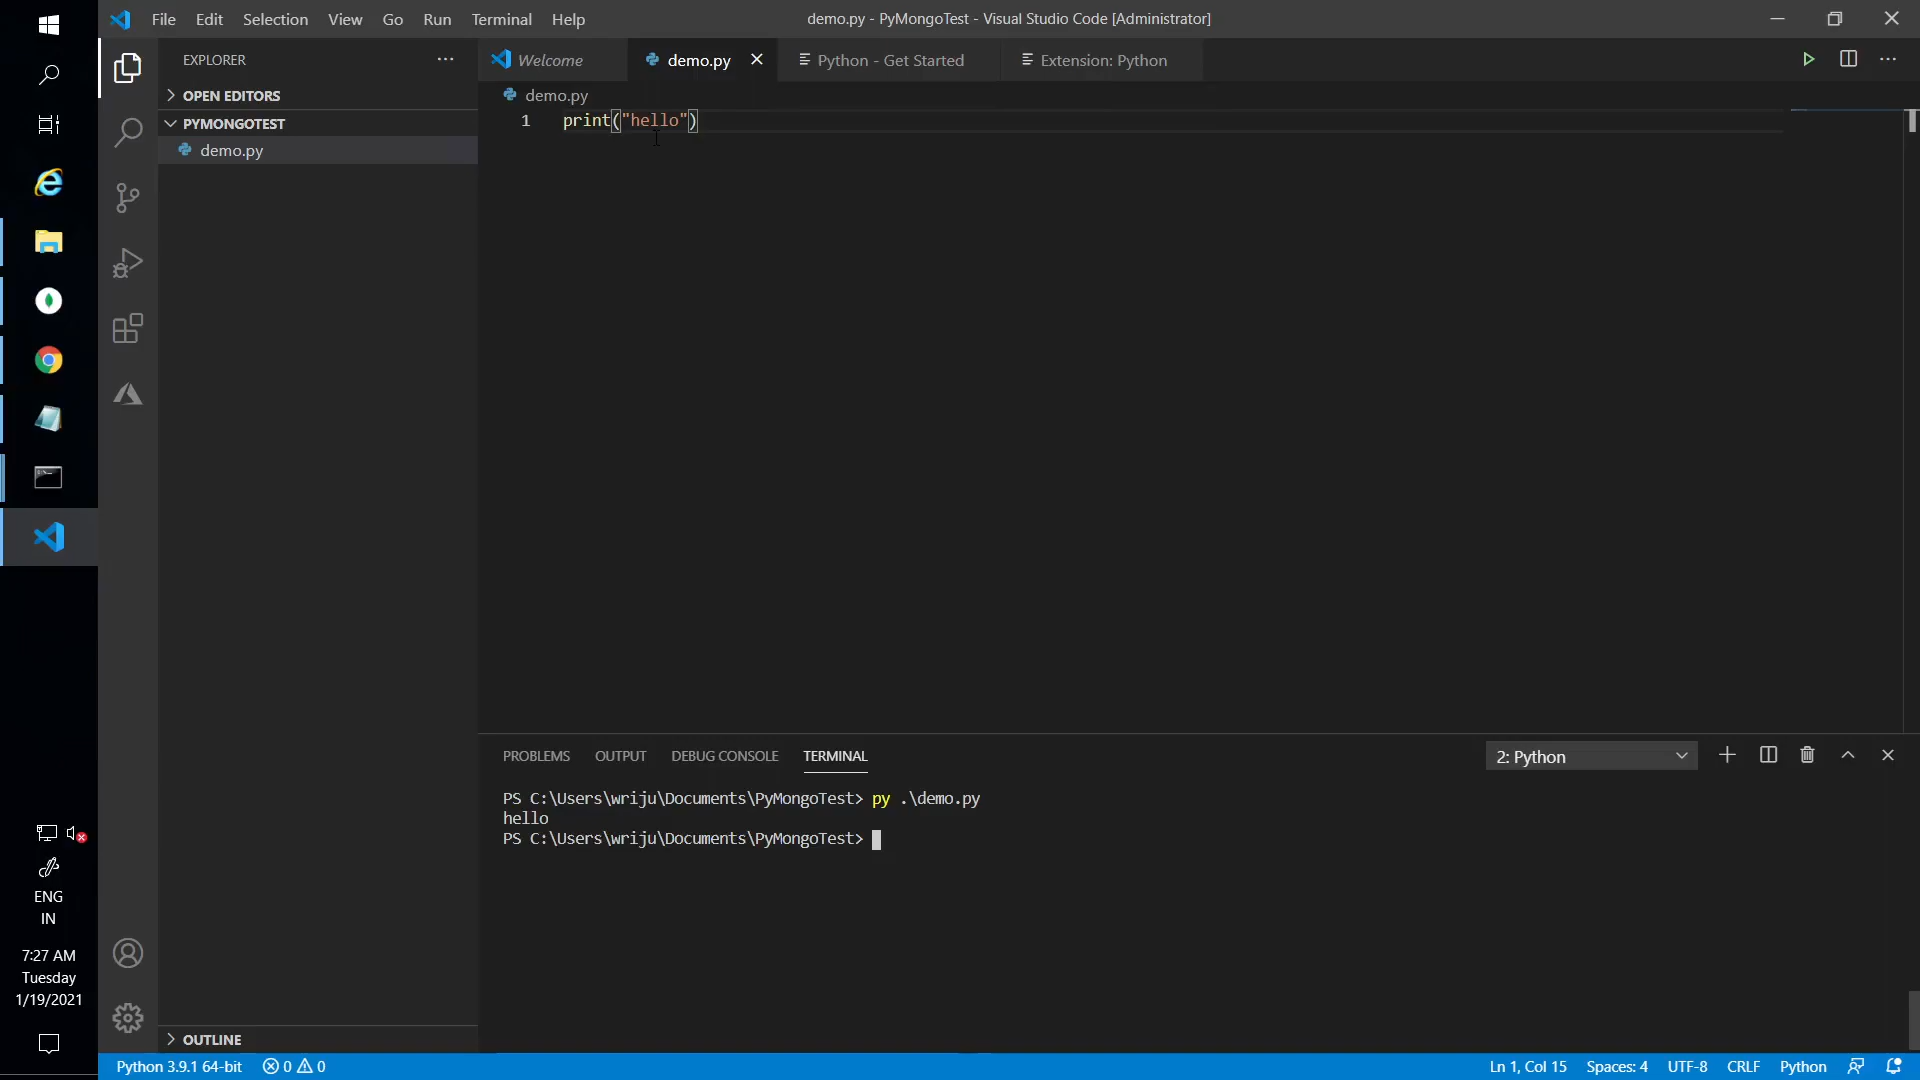 File Edit Selection View Go Run Terminal Help
demo.py - PyMongoTest - Visual Studio Code [Administrator]
EXPLORER
Welcome
demo.py
Python - Get Started
Extension: Python
OPEN EDITORS
PYMONGOTEST
demo.py
OUTLINE
demo.py
1 print("hello")
PROBLEMS OUTPUT DEBUG CONSOLE TERMINAL
2: Python
PS C:\Users\wriju\Documents\PyMongoTest> py .\demo.py
hello
PS C:\Users\wriju\Documents\PyMongoTest>
ENG
IN
7:27 AM
Tuesday
1/19/2021
Python 3.9.1 64-bit 0 0
Ln 1, Col 15 Spaces: 4 UTF-8 CRLF Python